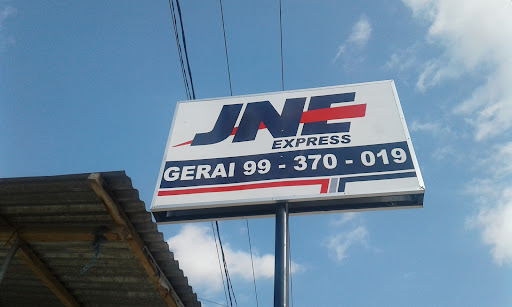 JNE
EXPRESS
GERAI 99 - 370 - 019